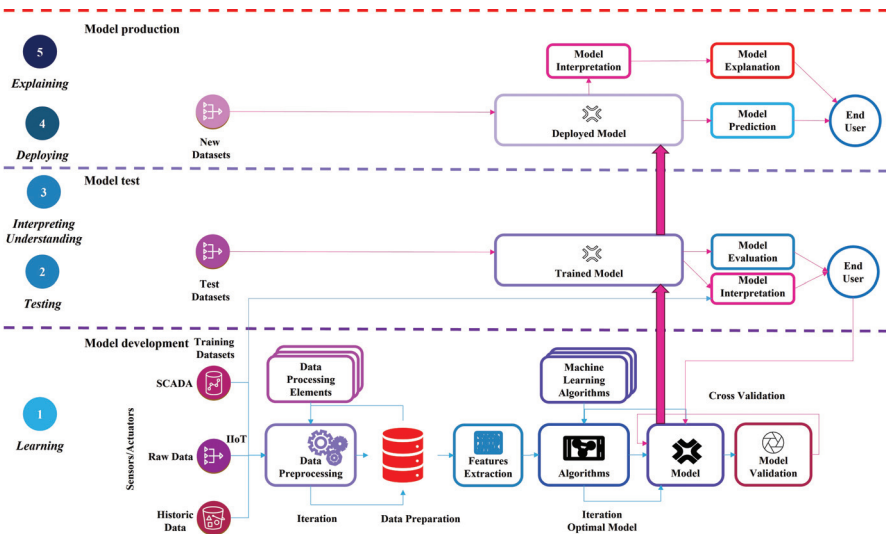 Model production
5
Explaining
4
Deploying
New
Datasets
Model
Interpretation
Model
Explanation
Deployed Model
Model
Prediction
End
User
Model test
3
Interpreting
Understanding
2
Testing
Test
Datasets
Trained Model
Model
Evaluation
Model
Interpretation
End
User
Model development
Training
Datasets
1
Learning
Sensors/Actuators
SCADA
Raw Data
IIoT
Historic
Data
Data
Processing
Elements
Data
Preprocessing
Iteration
Data Preparation
Features
Extraction
Machine
Learning
Algorithms
Algorithms
Iteration
Optimal Model
Model
Cross Validation
Model
Validation